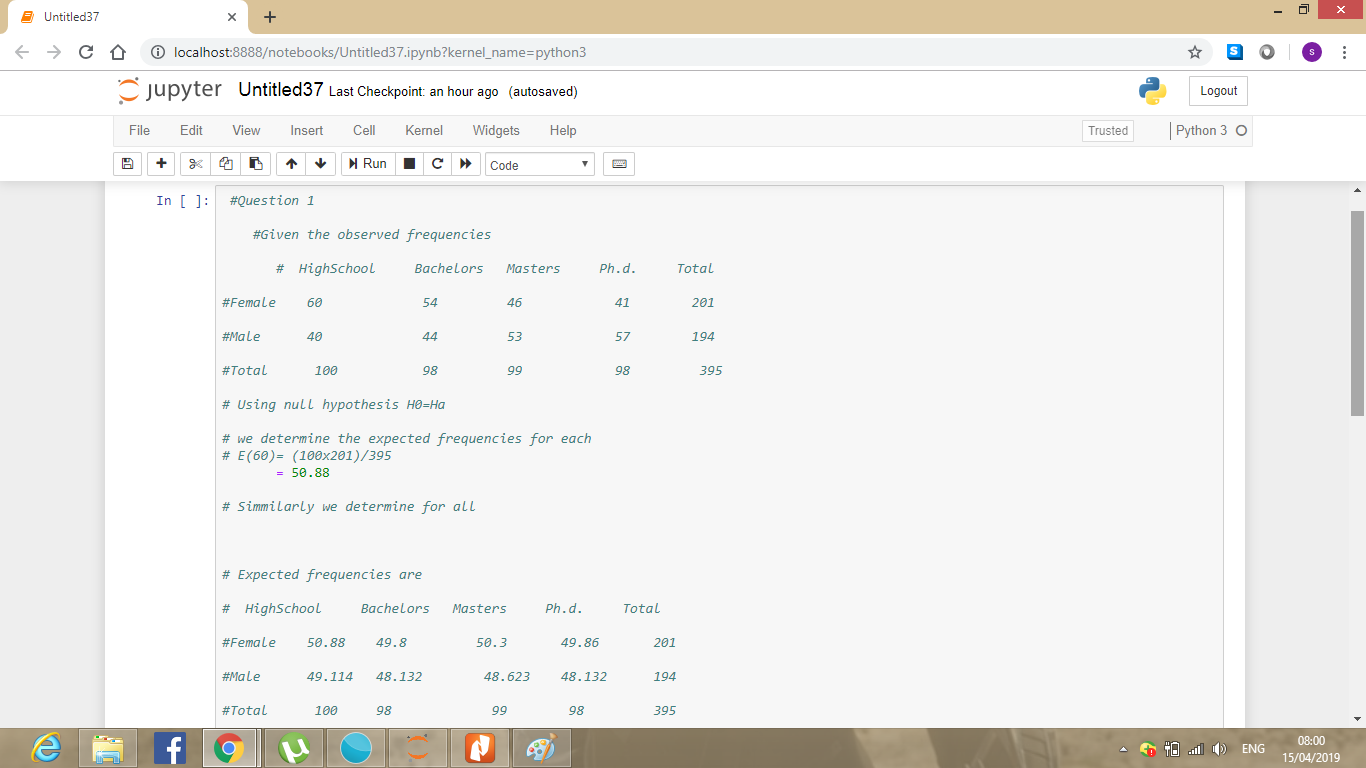 Untitled37
localhost:8888/notebooks/Untitled37.ipynb?kernel_name=python3
S
s
jupyter Untitled37 Last Checkpoint: an hour ago (autosaved)
Logout
File Edit View Insert Cell Kernel Widgets Help
Trusted
Python 3
Run
Code
In [ ]:
#Question 1
#Given the observed frequencies
# HighSchool Bachelors Masters Ph.d. Total
#Female 60 54 46 41 201
#Male 40 44 53 57 194
#Total 100 98 99 98 395
# Using null hypothesis H0=Ha
# we determine the expected frequencies for each
# E(60)= (100x201)/395
= 50.88
# Simmilarly we determine for all
# Expected frequencies are
# HighSchool Bachelors Masters Ph.d. Total
#Female 50.88 49.8 50.3 49.86 201
#Male 49.114 48.132 48.623 48.132 194
#Total 100 98 99 98 395
ENG
08:00
15/04/2019